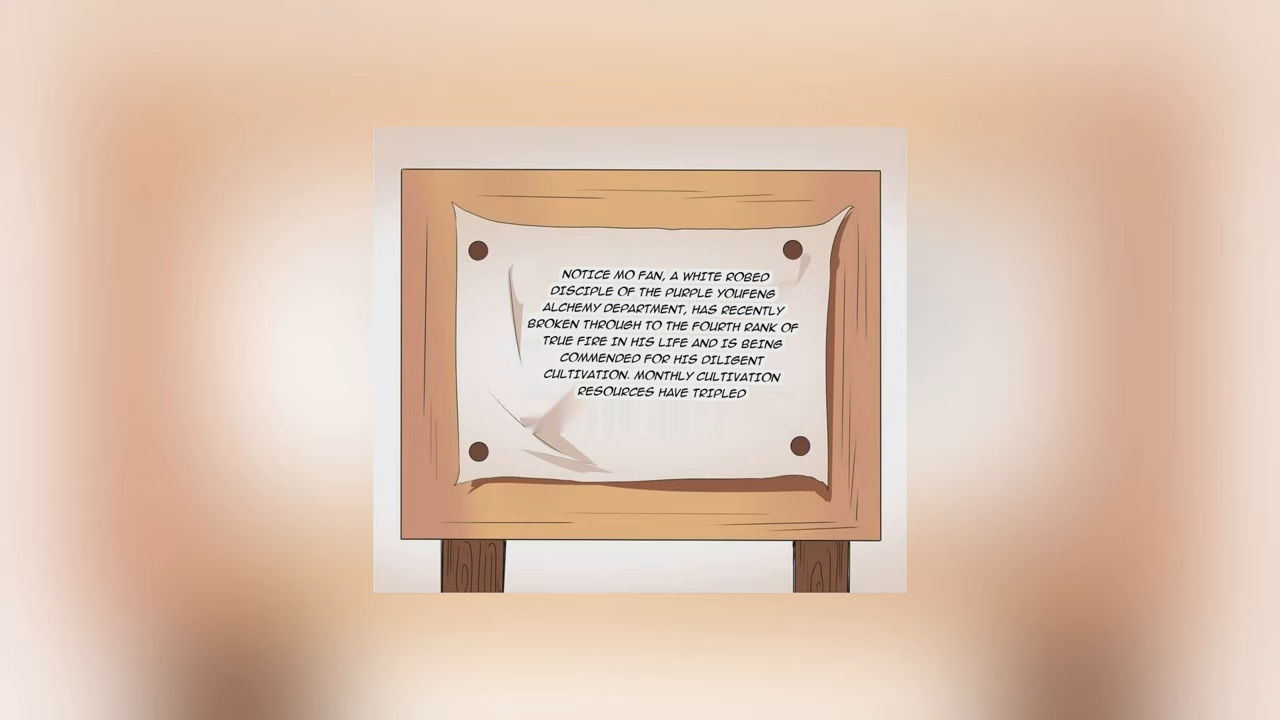 NOTICE MO FAN, A WHITE ROBED
DISCIPLE OF THE PURPLE YOUFENG
ALCHEMY DEPARTMENT, HAS RECENTLY
BROKEN THROUGH TO THE FOURTH RANK OF
TRUE FIRE IN HIS LIFE AND IS BEING
COMMENDED FOR HIS DILIGENT
CULTIVATION. MONTHLY CULTIVATION
RESOURCES HAVE TRIPLED